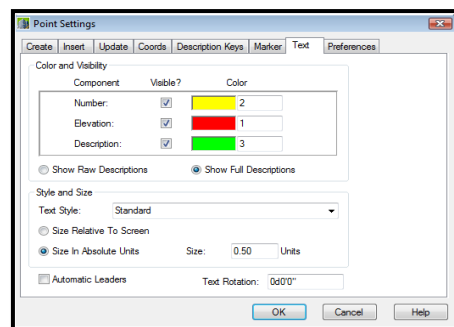 Point Settings
Create Insert Update Coords Description Keys Marker Text Preferences
Color and Visibility
Component Visible? Color
Number: 2
Elevation: 1
Description: 3
Show Raw Descriptions Show Full Descriptions
Style and Size
Text Style: Standard
Size Relative To Screen
Size In Absolute Units Size: 0.50 Units
Automatic Leaders Text Rotation: 0d0'0"
OK Cancel Help